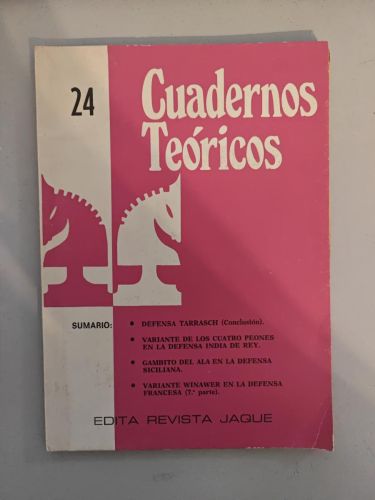 24
Cuadernos
Teóricos
SUMARIO:
• DEFENSA TARRASCH (Conclusión).
• VARIANTE DE LOS CUATRO PEONES
EN LA DEFENSA INDIA DE REY.
• GAMBITO DEL ALA EN LA DEFENSA
SICILIANA.
• VARIANTE WINAWER EN LA DEFENSA
FRANCESA (7.ª parte).
EDITA REVISTA JAQUE